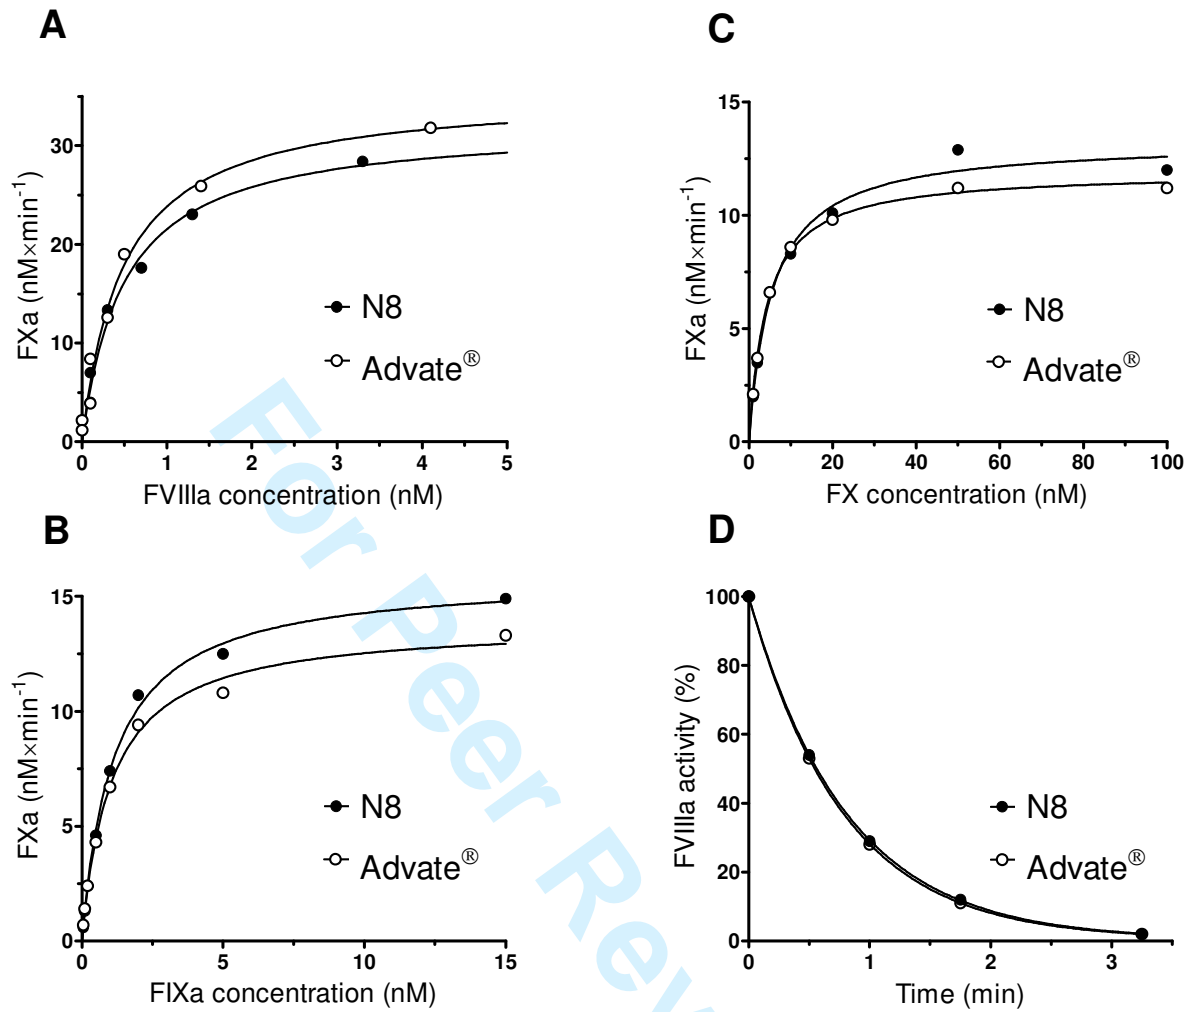 A
FXa (nM×min⁻¹)
30
20
10
0
0 1 2 3 4 5
FVIIIa concentration (nM)
N8
Advate®
C
FXa (nM×min⁻¹)
15
10
5
0
0 20 40 60 80 100
FX concentration (nM)
N8
Advate®
B
FXa (nM×min⁻¹)
15
10
5
0
0 5 10 15
FIXa concentration (nM)
N8
Advate®
D
FVIIIa activity (%)
100
80
60
40
20
0
0 1 2 3
Time (min)
N8
Advate®
For Peer Rev